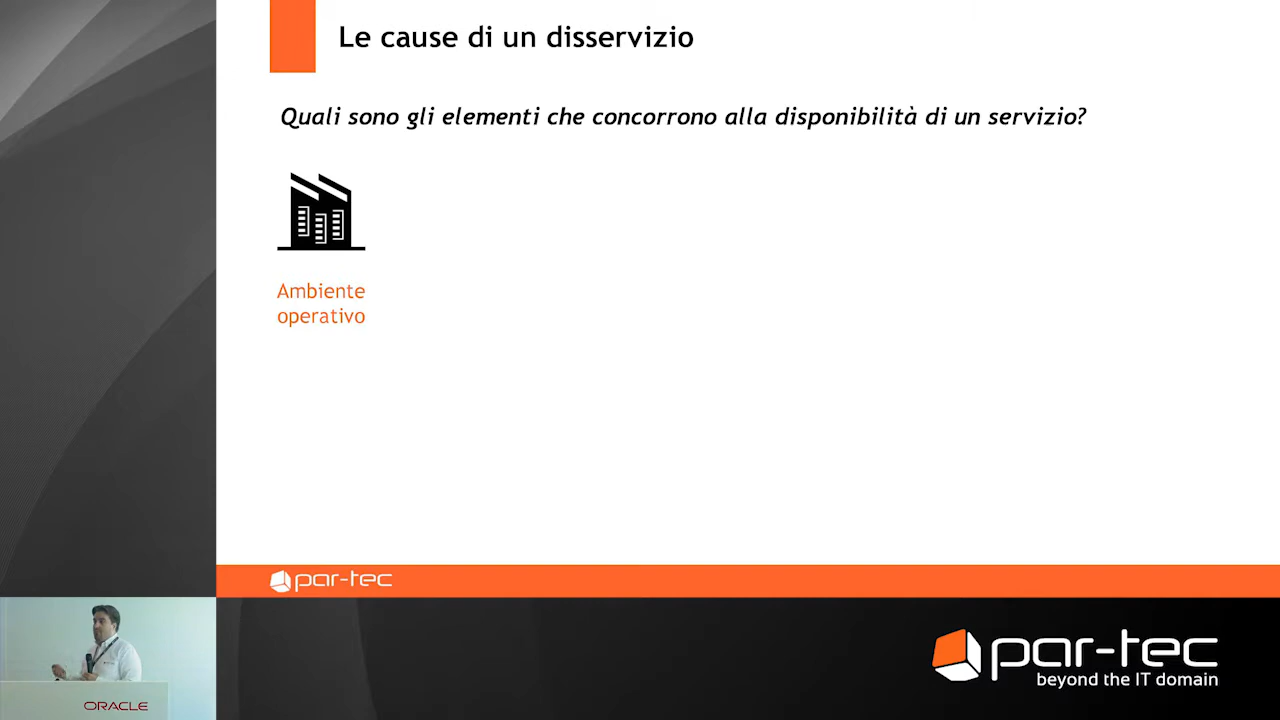 Le cause di un disservizio
Quali sono gli elementi che concorrono alla disponibilità di un servizio?
Ambiente
operativo
par-tec
ORACLE
par-tec
beyond the IT domain